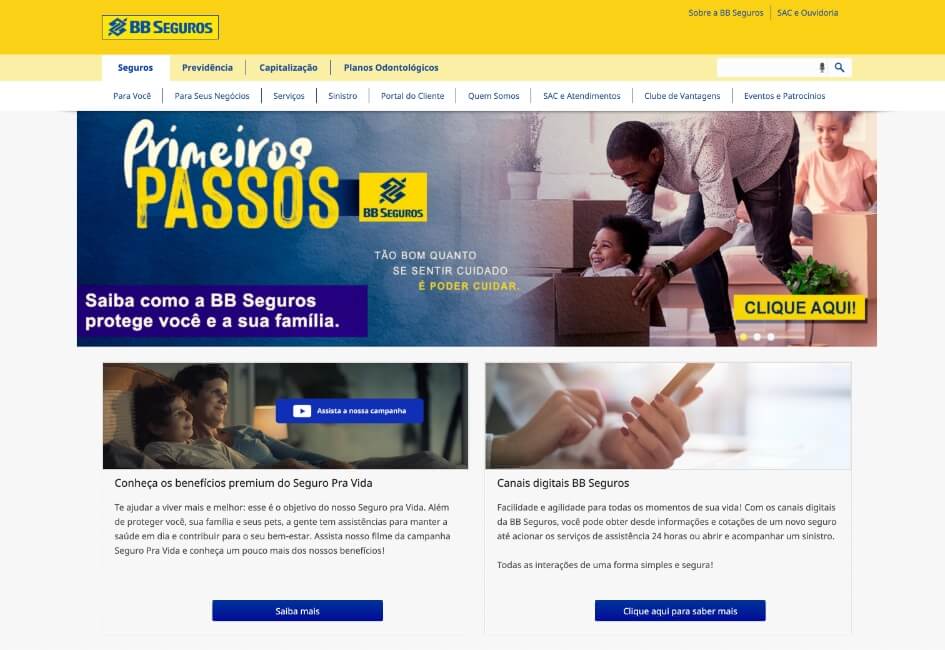 Sobre a BB Seguros
SAC e Ouvidoria
BB SEGUROS
Seguros
Previdência
Capitalização
Planos Odontológicos
Para Você
Para Seus Negócios
Serviços
Sinistro
Portal do Cliente
Quem Somos
SAC e Atendimentos
Clube de Vantagens
Eventos e Patrocínios
Primeiros
PASSOS
BB SEGUROS
TÃO BOM QUANTO
SE SENTIR CUIDADO
É PODER CUIDAR.
Saiba como a BB Seguros
protege você e a sua família.
CLIQUE AQUI!
Assista a nossa campanha
Conheça os benefícios premium do Seguro Pra Vida
Te ajudar a viver mais e melhor: esse é o objetivo do nosso Seguro pra Vida. Além
de proteger você, sua família e seus pets, a gente tem assistências para manter a
saúde em dia e contribuir para o seu bem-estar. Assista nosso filme da campanha
Seguro Pra Vida e conheça um pouco mais dos nossos benefícios!
Saiba mais
Canais digitais BB Seguros
Facilidade e agilidade para todas os momentos de sua vida! Com os canais digitais
da BB Seguros, você pode obter desde informações e cotações de um novo seguro
até acionar os serviços de assistência 24 horas ou abrir e acompanhar um sinistro.
Todas as interações de uma forma simples e segura!
Clique aqui para saber mais